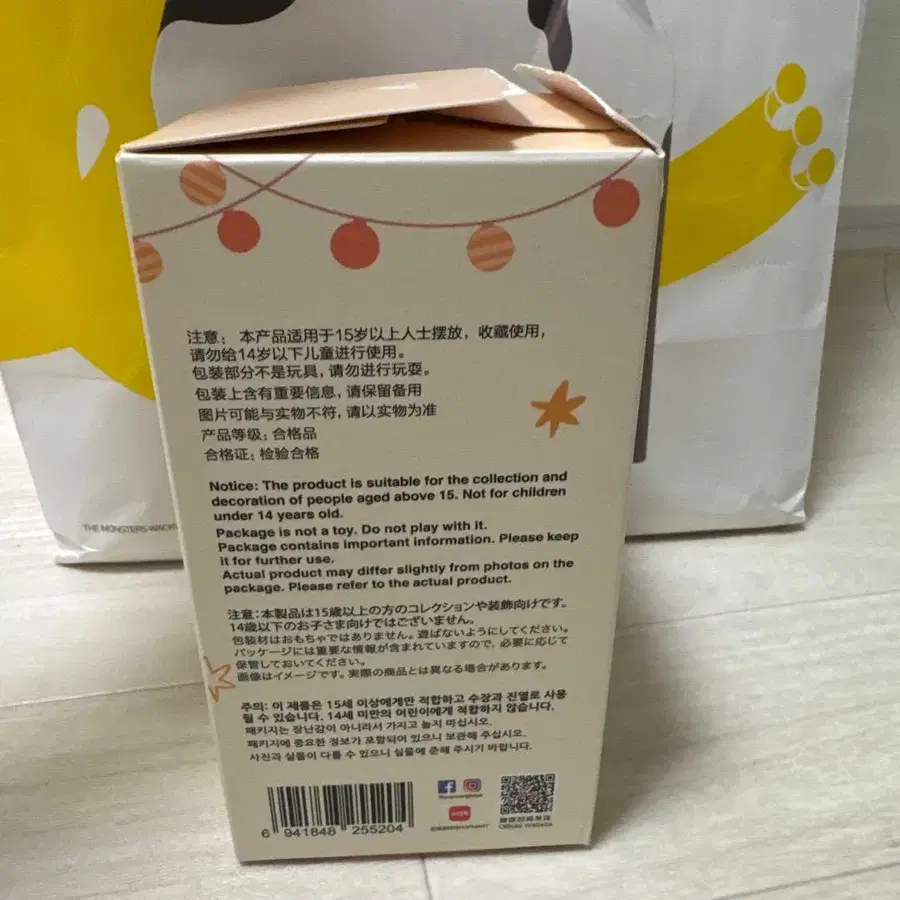 注意：本产品适用于15岁以上人士摆放，收藏使用，
请勿给14岁以下儿童进行使用。
包装部分不是玩具，请勿进行玩耍。
包装上含有重要信息，请保留备用
图片可能与实物不符，请以实物为准
产品等级：合格品
合格证：检验合格
Notice: The product is suitable for the collection and
decoration of people aged above 15. Not for children
under 14 years old.
Package is not a toy. Do not play with it.
Package contains important information. Please keep
it for further use.
Actual product may differ slightly from photos on the
package. Please refer to the actual product.
注意：本製品は15歳以上の方のコレクションや装飾向けです。
14歳以下のお子さま向けではございません。
包装材はおもちゃではありません。遊ばないようにしてください。
パッケージには重要な情報が含まれていますので、必要に応じて
保管しておいてください。
画像はイメージです。実際の商品とは異なる場合があります。
주의: 이 제품은 15세 이상에게만 적합하고 수장과 진열로 사용
될 수 있습니다. 14세 미만의 어린이에게 적합하지 않습니다.
패키지는 장난감이 아니라서 가지고 놀지 마십시오.
패키지에 중요한 정보가 포함되어 있으니 보관해 주십시오.
사진과 실물이 다를 수 있으니 실물에 준해 주시기 바랍니다.
6 941848 255204
Official Website
THE MONSTERS